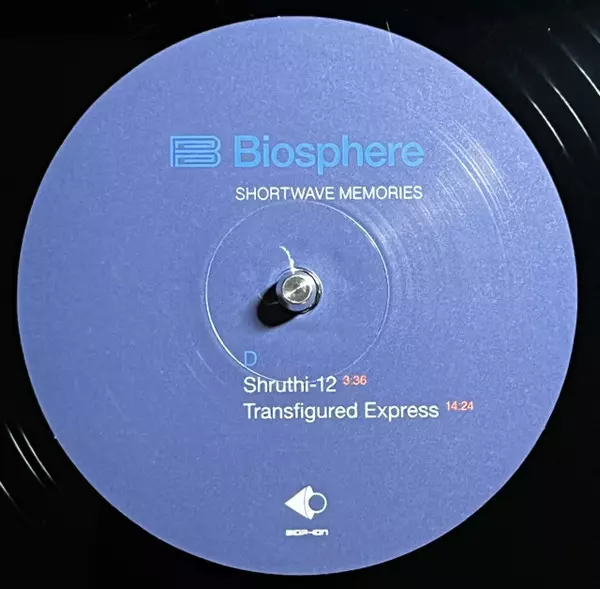 Biosphere
SHORTWAVE MEMORIES
D
Shruthi-12 3:36
Transfigured Express 14:24